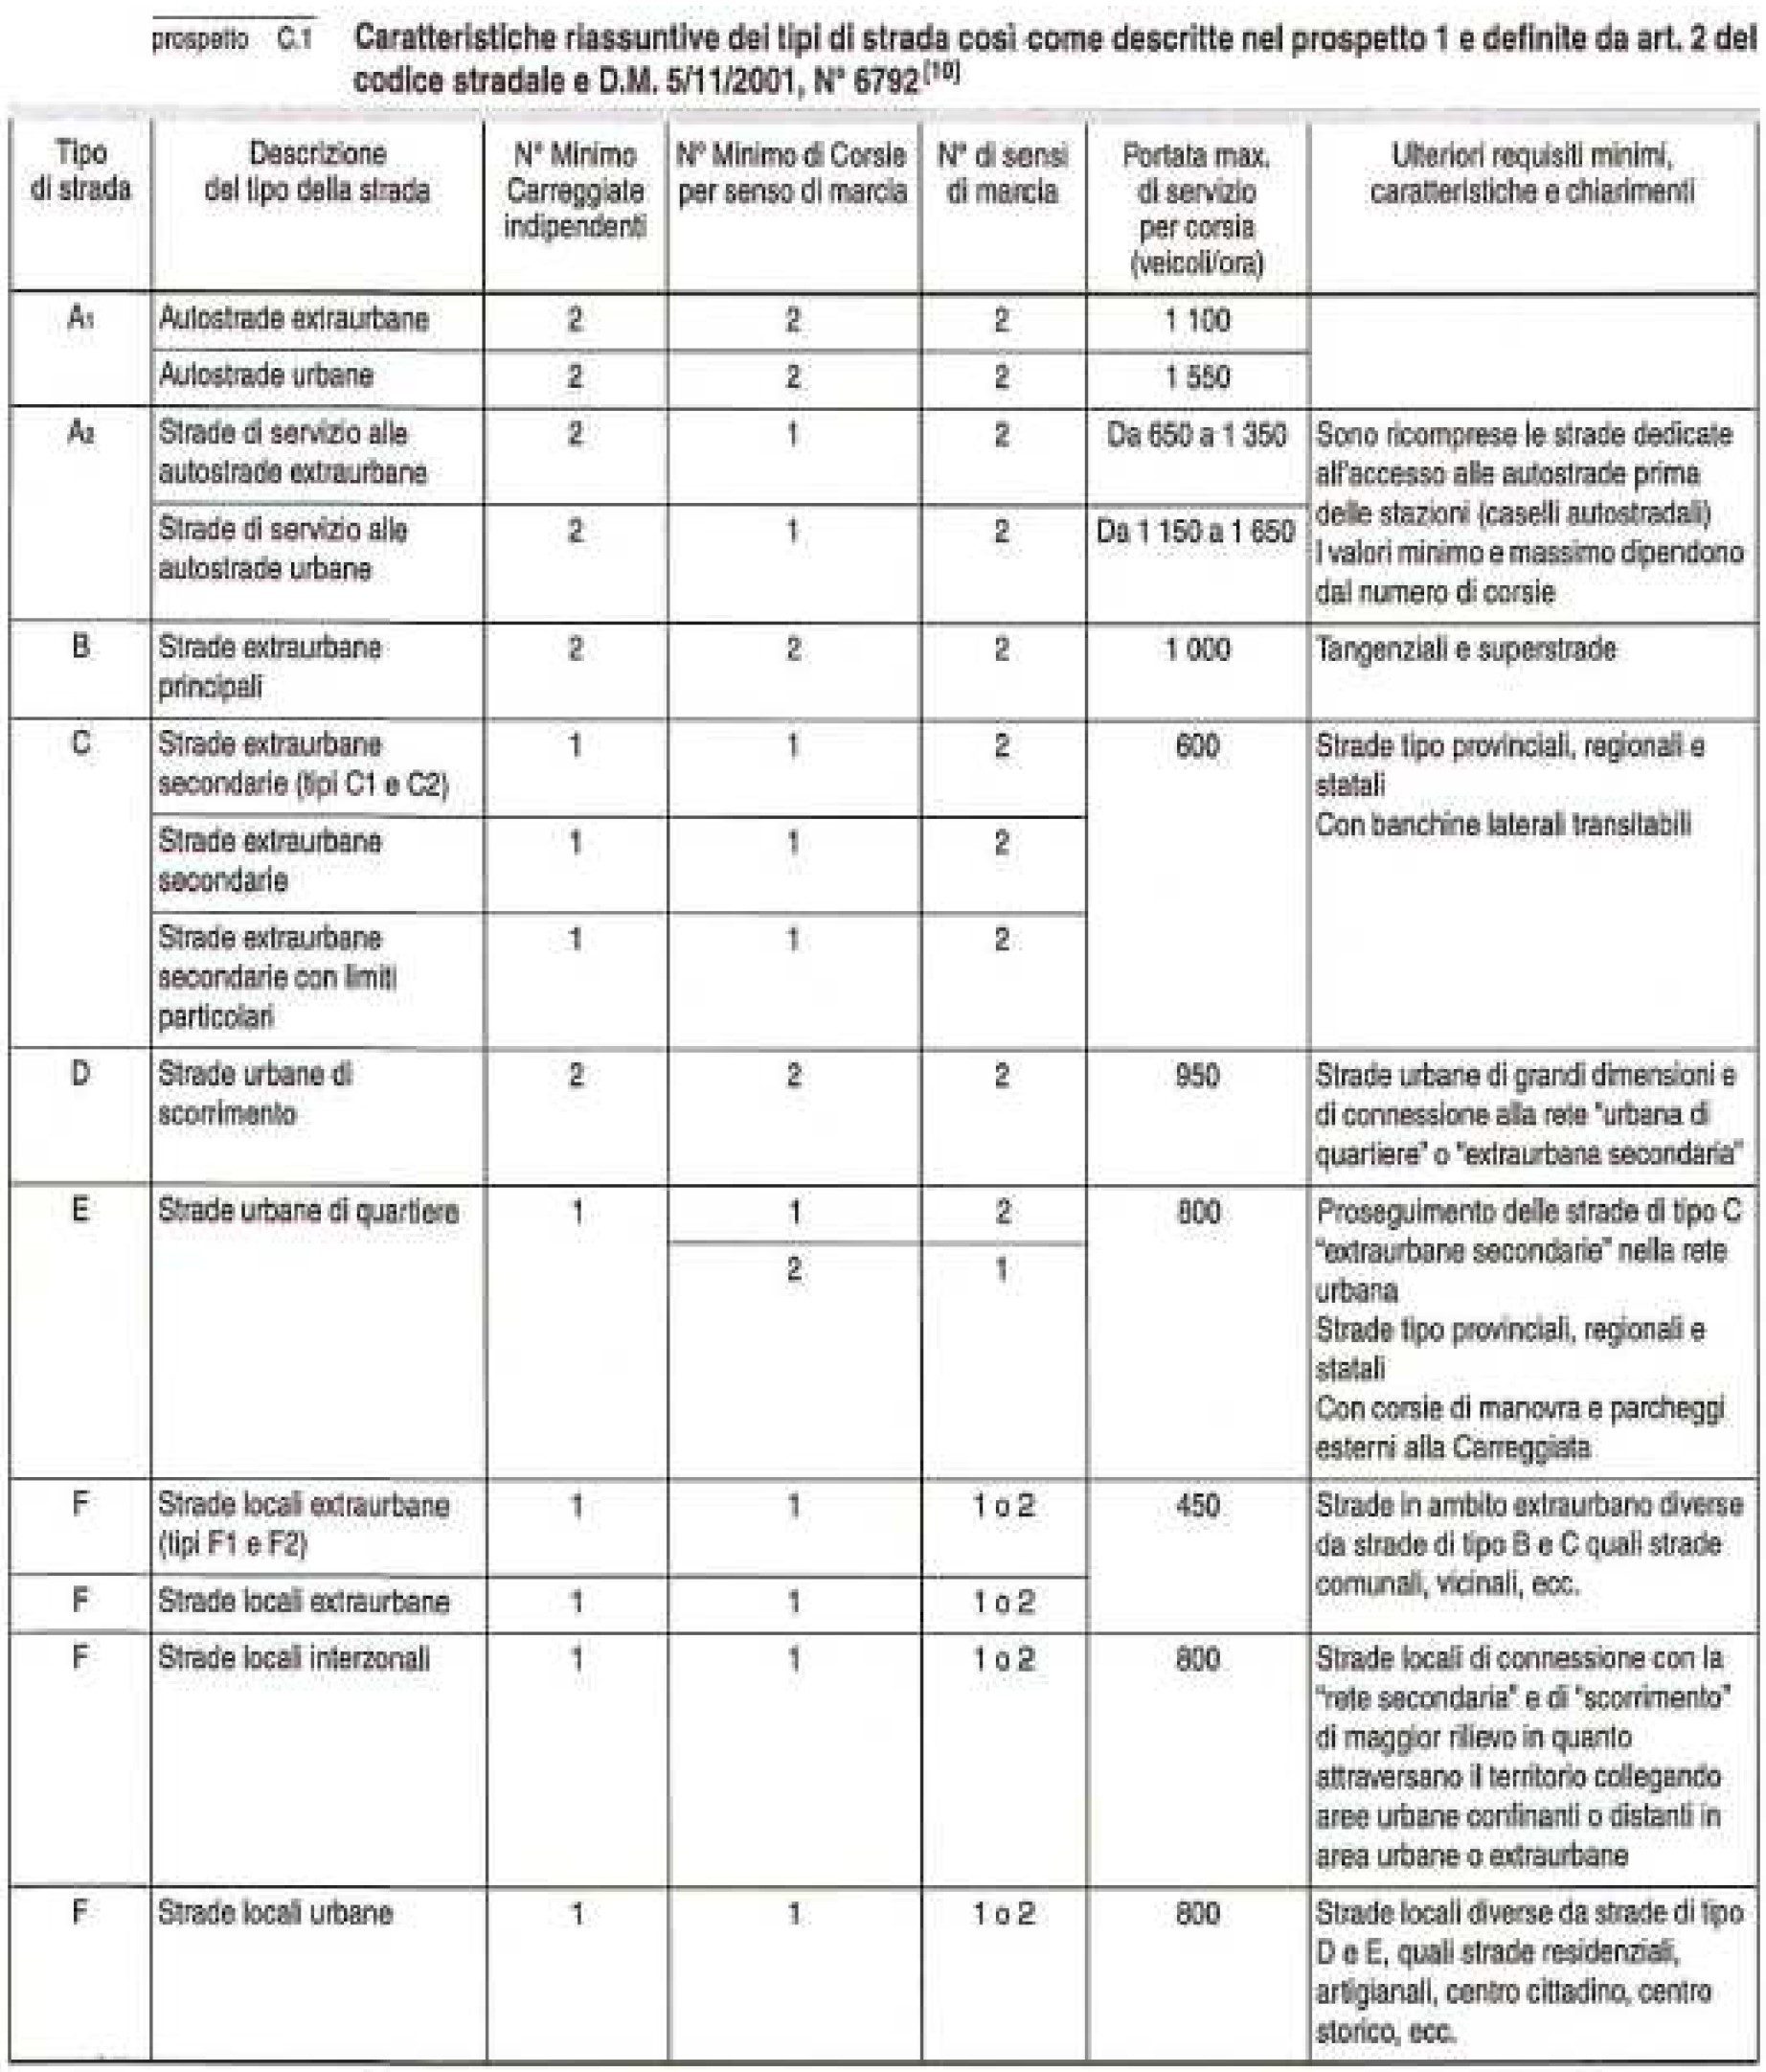 prospetto C.1 Caratteristiche riassuntive dei tipi di strada così come descritte nel prospetto 1 e definite da art. 2 del
codice stradale e D.M. 5/11/2001, N° 6792[10]
Tipo
di strada
Descrizione
del tipo della strada
N° Minimo
Carreggiate
indipendenti
N° Minimo di Corsie
per senso di marcia
N° di sensi
di marcia
Portata max.
di servizio
per corsia
(veicoli/ora)
Ulteriori requisiti minimi,
caratteristiche e chiarimenti
A1 Autostrade extraurbane 2 2 2 1 100
Autostrade urbane 2 2 2 1 550
A2 Strade di servizio alle
autostrade extraurbane
2 1 2 Da 650 a 1 350
Strade di servizio alle
autostrade urbane
2 1 2 Da 1 150 a 1 650
Sono ricomprese le strade dedicate
all'accesso alle autostrade prima
delle stazioni (caselli autostradali)
I valori minimo e massimo dipendono
dal numero di corsie
B Strade extraurbane
principali
2 2 2 1 000 Tangenziali e superstrade
C Strade extraurbane
secondarie (tipi C1 e C2)
1 1 2 600
Strade tipo provinciali, regionali e
statali
Con banchine laterali transitabili
Strade extraurbane
secondarie
1 1 2
Strade extraurbane
secondarie con limiti
particolari
1 1 2
D Strade urbane di
scorrimento
2 2 2 950
Strade urbane di grandi dimensioni e
di connessione alla rete "urbana di
quartiere" o "extraurbana secondaria"
E Strade urbane di quartiere 1 1 2 800
2 1
Proseguimento delle strade di tipo C
"extraurbane secondarie" nella rete
urbana
Strade tipo provinciali, regionali e
statali
Con corsie di manovra e parcheggi
esterni alla Carreggiata
F Strade locali extraurbane
(tipi F1 e F2)
1 1 1 o 2 450
F Strade locali extraurbane 1 1 1 o 2
Strade in ambito extraurbano diverse
da strade di tipo B e C quali strade
comunali, vicinali, ecc.
F Strade locali interzonali 1 1 1 o 2 800
Strade locali di connessione con la
"rete secondaria" e di "scorrimento"
di maggior rilievo in quanto
attraversano il territorio collegando
aree urbane confinanti o distanti in
area urbane o extraurbane
F Strade locali urbane 1 1 1 o 2 800
Strade locali diverse da strade di tipo
D e E, quali strade residenziali,
artigianali, centro cittadino, centro
storico, ecc.